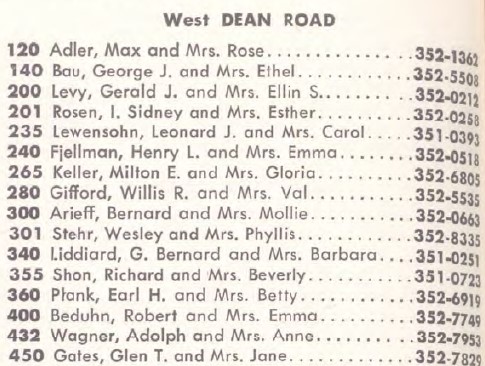 West DEAN ROAD
120 Adler, Max and Mrs. Rose...............352-1362
140 Bau, George J. and Mrs. Ethel............352-5508
200 Levy, Gerald J. and Mrs. Ellin S..........352-0212
201 Rosen, I. Sidney and Mrs. Esther..........352-0258
235 Lewensohn, Leonard J. and Mrs. Carol.....351-0393
240 Fjellman, Henry L. and Mrs. Emma........352-0518
265 Keller, Milton E. and Mrs. Gloria..........352-6805
280 Gifford, Willis R. and Mrs. Val............352-5535
300 Arieff, Bernard and Mrs. Mollie...........352-0663
301 Stehr, Wesley and Mrs. Phyllis............352-8335
340 Liddiard, G. Bernard and Mrs. Barbara....351-0251
355 Shon, Richard and Mrs. Beverly...........351-0723
360 Plank, Earl H. and Mrs. Betty.............352-6919
400 Beduhn, Robert and Mrs. Emma..........352-7749
432 Wagner, Adolph and Mrs. Anne..........352-7953
450 Gates, Glen T. and Mrs. Jane.............352-7829